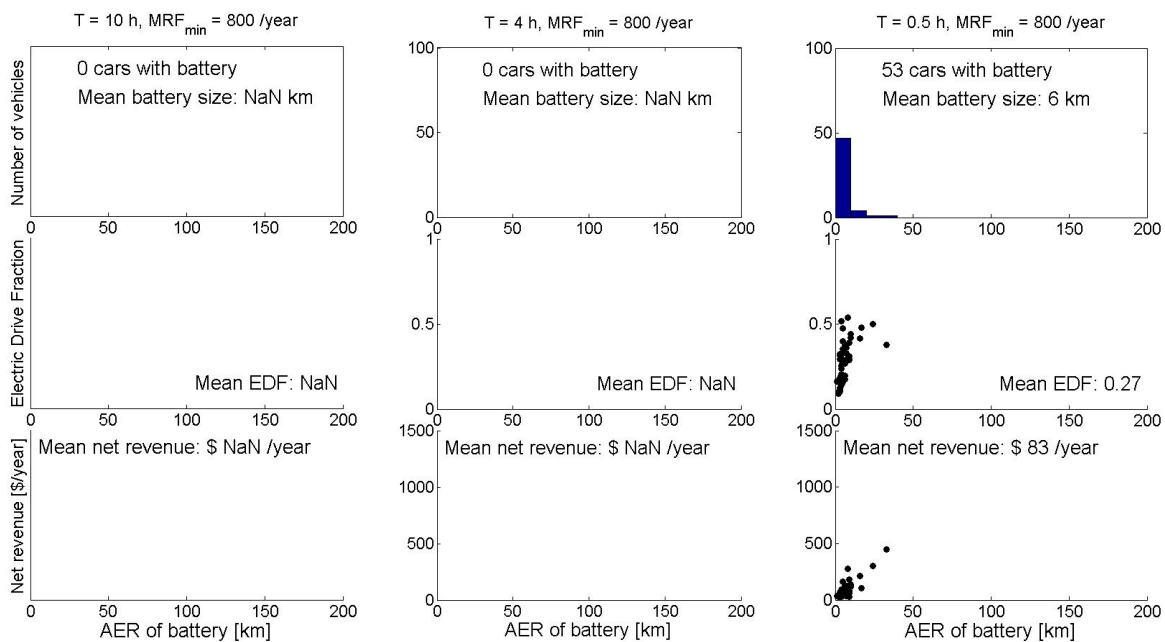 T = 10 h, MRF_min = 800 /year
T = 4 h, MRF_min = 800 /year
T = 0.5 h, MRF_min = 800 /year
Number of vehicles
0 cars with battery
Mean battery size: NaN km
0 50 100 150 200
100
50
0
0 cars with battery
Mean battery size: NaN km
0 50 100 150 200
100
50
0
53 cars with battery
Mean battery size: 6 km
0 50 100 150 200
Electric Drive Fraction
Mean EDF: NaN
0 50 100 150 200
1
0.5
0
Mean EDF: NaN
0 50 100 150 200
1
0.5
0
Mean EDF: 0.27
0 50 100 150 200
Net revenue [$/year]
Mean net revenue: $ NaN /year
0 50 100 150 200
AER of battery [km]
1500
1000
500
0
Mean net revenue: $ NaN /year
0 50 100 150 200
AER of battery [km]
1500
1000
500
0
Mean net revenue: $ 83 /year
0 50 100 150 200
AER of battery [km]